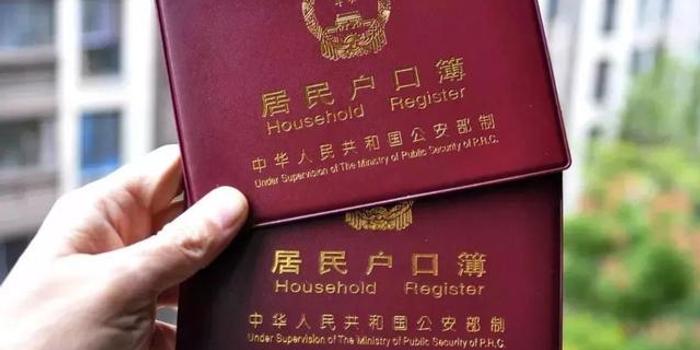 居民户口簿
Household Register
中华人民共和国公安部制
Under Supervision of The Ministry of Public Security of P.R.C.
居民户口簿
Household Register
中华人民共和国公安部制
Under Supervision of The Ministry of Public Security of P.R.C.